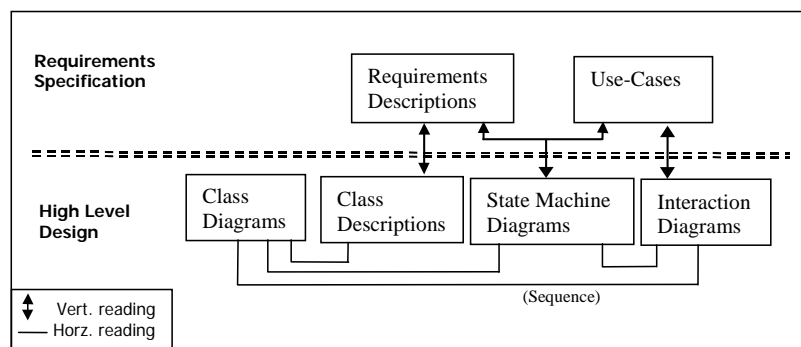 Requirements
Specification
Requirements
Descriptions
Use-Cases
High Level
Design
Class
Diagrams
Class
Descriptions
State Machine
Diagrams
Interaction
Diagrams
(Sequence)
Vert. reading
Horz. reading